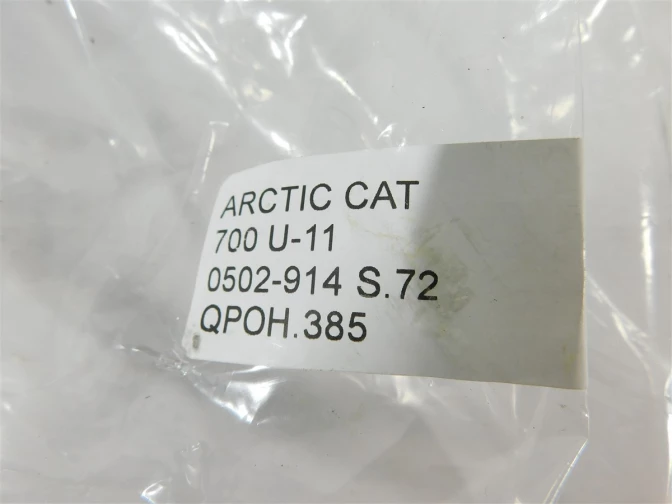 ARCTIC CAT
700 U-11
0502-914 S.72
QPOH.385